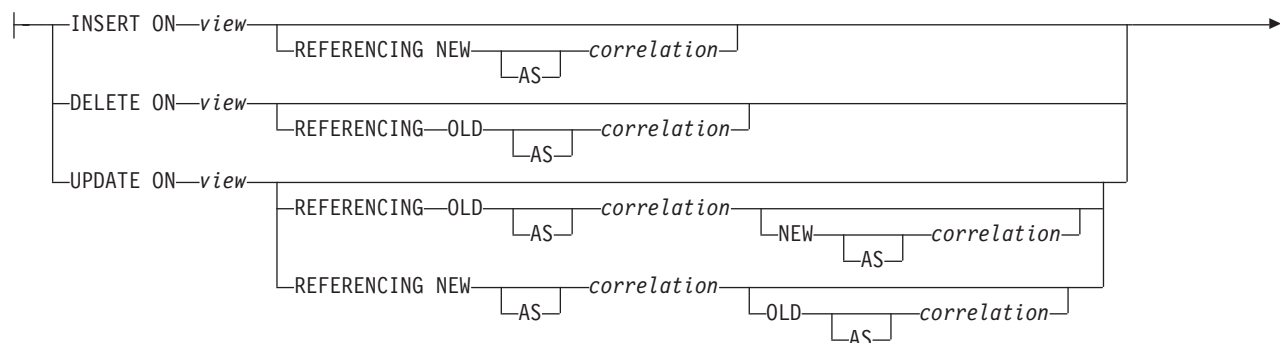 INSERT ON view
REFERENCING NEW AS correlation
DELETE ON view
REFERENCING OLD AS correlation
UPDATE ON view
REFERENCING OLD AS correlation NEW AS correlation
REFERENCING NEW AS correlation OLD AS correlation